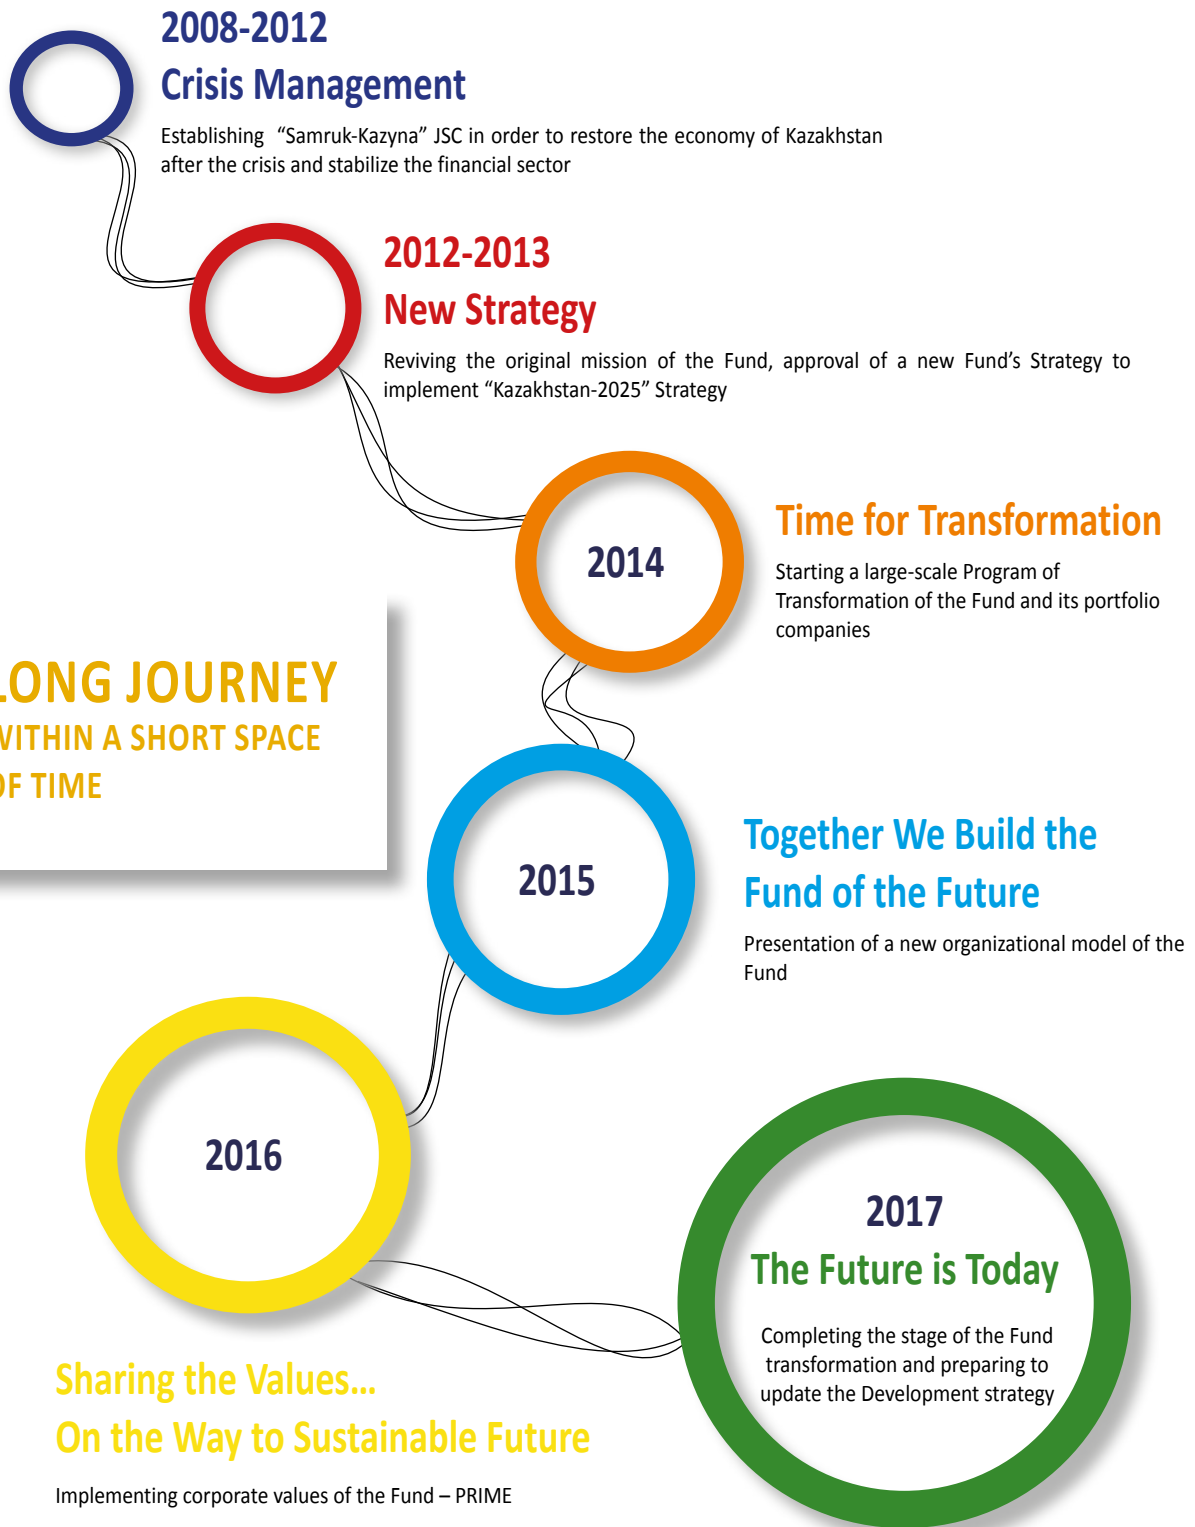 2008-2012
Crisis Management
Establishing “Samruk-Kazyna” JSC in order to restore the economy of Kazakhstan
after the crisis and stabilize the financial sector
2012-2013
New Strategy
Reviving the original mission of the Fund, approval of a new Fund’s Strategy to
implement “Kazakhstan-2025” Strategy
2014
Time for Transformation
Starting a large-scale Program of
Transformation of the Fund and its portfolio
companies
LONG JOURNEY
WITHIN A SHORT SPACE
OF TIME
2015
Together We Build the
Fund of the Future
Presentation of a new organizational model of the
Fund
2016
Sharing the Values...
On the Way to Sustainable Future
Implementing corporate values of the Fund – PRIME
2017
The Future is Today
Completing the stage of the Fund
transformation and preparing to
update the Development strategy